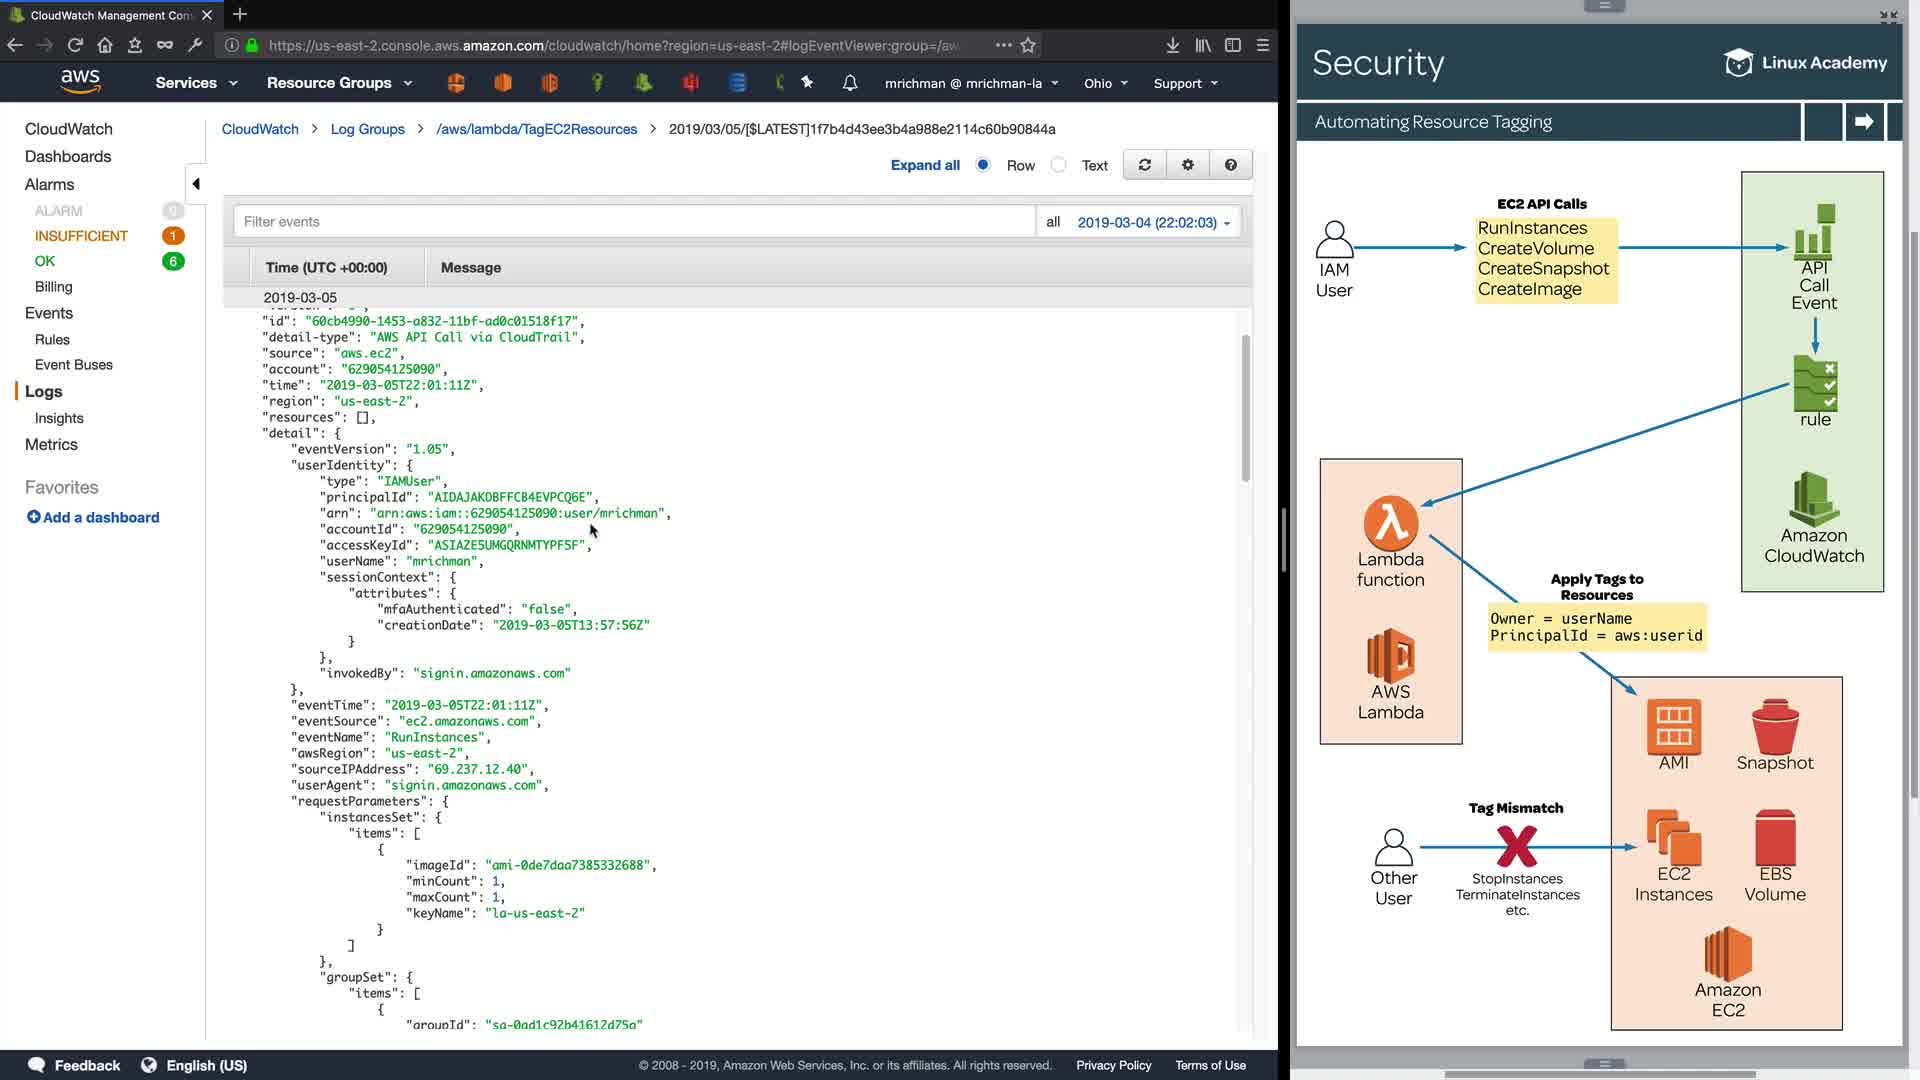 CloudWatch Management Con
https://us-east-2.console.aws.amazon.com/cloudwatch/home?region=us-east-2#logEventViewer:group=/aw
aws
Services
Resource Groups
mrichman @ mrichman-la
Ohio
Support
CloudWatch
Dashboards
Alarms
ALARM 0
INSUFFICIENT 1
OK 6
Billing
Events
Rules
Event Buses
Logs
Insights
Metrics
Favorites
Add a dashboard
CloudWatch > Log Groups > /aws/lambda/TagEC2Resources > 2019/03/05/[$LATEST]1f7b4d43ee3b4a988e2114c60b90844a
Expand all Row Text
Filter events
all 2019-03-04 (22:02:03)
Time (UTC +00:00) Message
2019-03-05
"id": "60cb4990-1453-a832-11bf-ad0c01518f17",
"detail-type": "AWS API Call via CloudTrail",
"source": "aws.ec2",
"account": "629054125090",
"time": "2019-03-05T22:01:11Z",
"region": "us-east-2",
"resources": [],
"detail": {
"eventVersion": "1.05",
"userIdentity": {
"type": "IAMUser",
"principalId": "AIDAJAKDBFFCB4EVPCQ6E",
"arn": "arn:aws:iam::629054125090:user/mrichman",
"accountId": "629054125090",
"accessKeyId": "ASIAZE5UMGQRNMTYPF5F",
"userName": "mrichman",
"sessionContext": {
"attributes": {
"mfaAuthenticated": "false",
"creationDate": "2019-03-05T13:57:56Z"
}
},
"invokedBy": "signin.amazonaws.com"
},
"eventTime": "2019-03-05T22:01:11Z",
"eventSource": "ec2.amazonaws.com",
"eventName": "RunInstances",
"awsRegion": "us-east-2",
"sourceIPAddress": "69.237.12.40",
"userAgent": "signin.amazonaws.com",
"requestParameters": {
"instancesSet": {
"items": [
{
"imageId": "ami-0de7daa7385332688",
"minCount": 1,
"maxCount": 1,
"keyName": "la-us-east-2"
}
]
},
"groupSet": {
"items": [
{
"groupId": "sg-0ad1c92b41612d75a"
Feedback
English (US)
© 2008 - 2019, Amazon Web Services, Inc. or its affiliates. All rights reserved.
Privacy Policy
Terms of Use
Security
Linux Academy
Automating Resource Tagging
EC2 API Calls
RunInstances
CreateVolume
CreateSnapshot
CreateImage
IAM
User
API
Call
Event
rule
Amazon
CloudWatch
Lambda
function
AWS
Lambda
Apply Tags to
Resources
Owner = userName
PrincipalId = aws:userid
AMI
Snapshot
Tag Mismatch
Other
User
StopInstances
TerminateInstances
etc.
EC2
Instances
EBS
Volume
Amazon
EC2